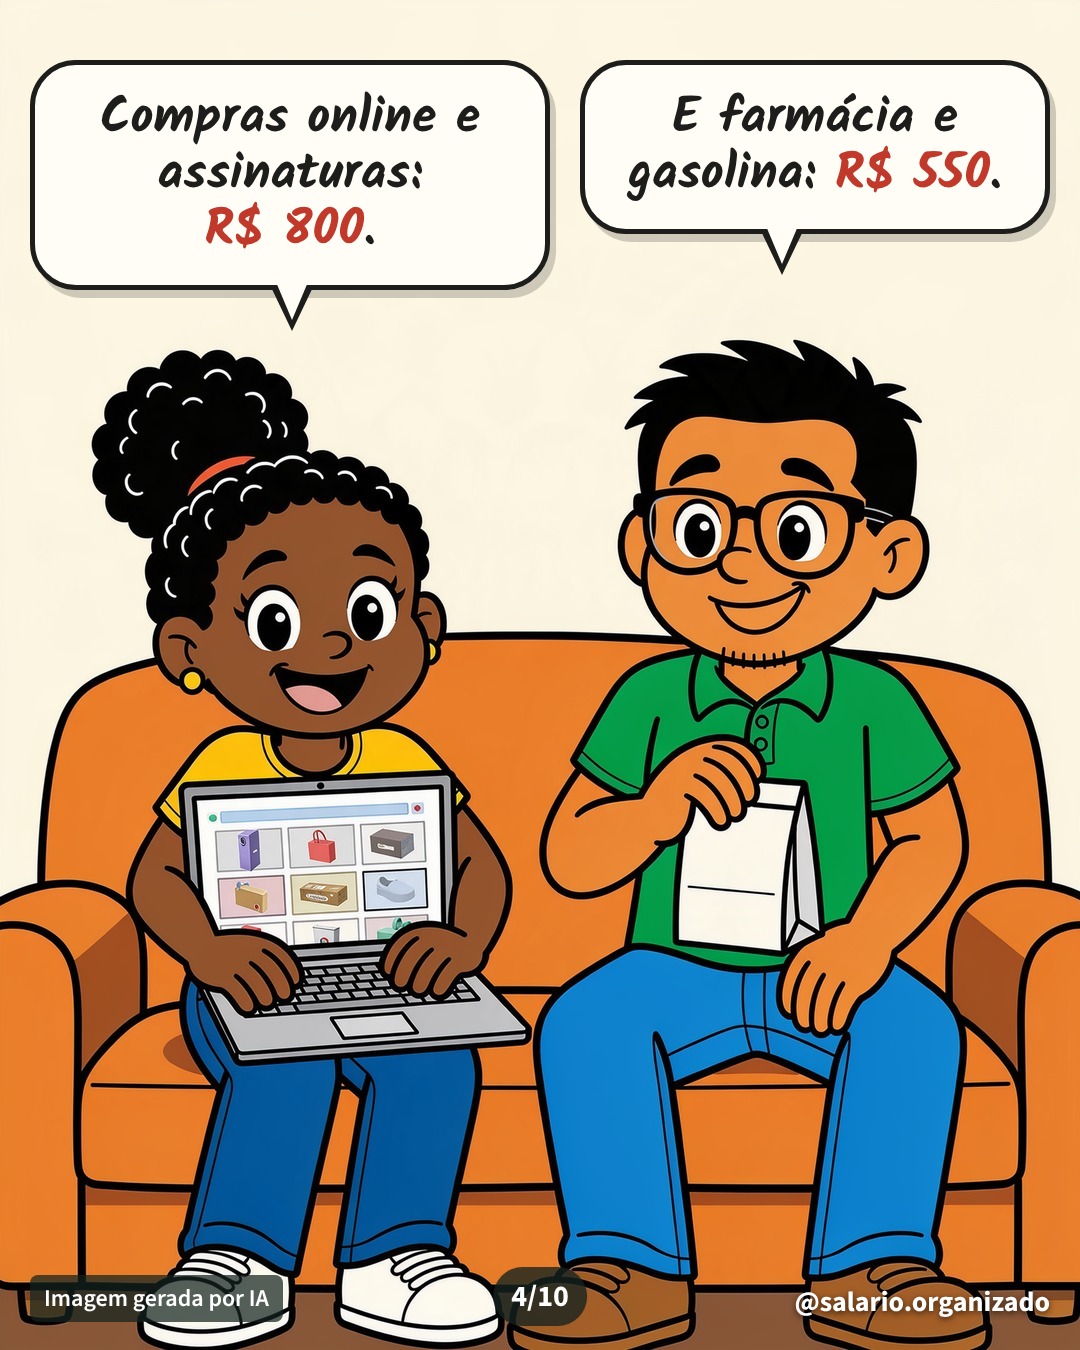 Compras online e
assinaturas:
R$ 800.
E farmácia e
gasolina: R$ 550.
Imagem gerada por IA
4/10
@salario.organizado